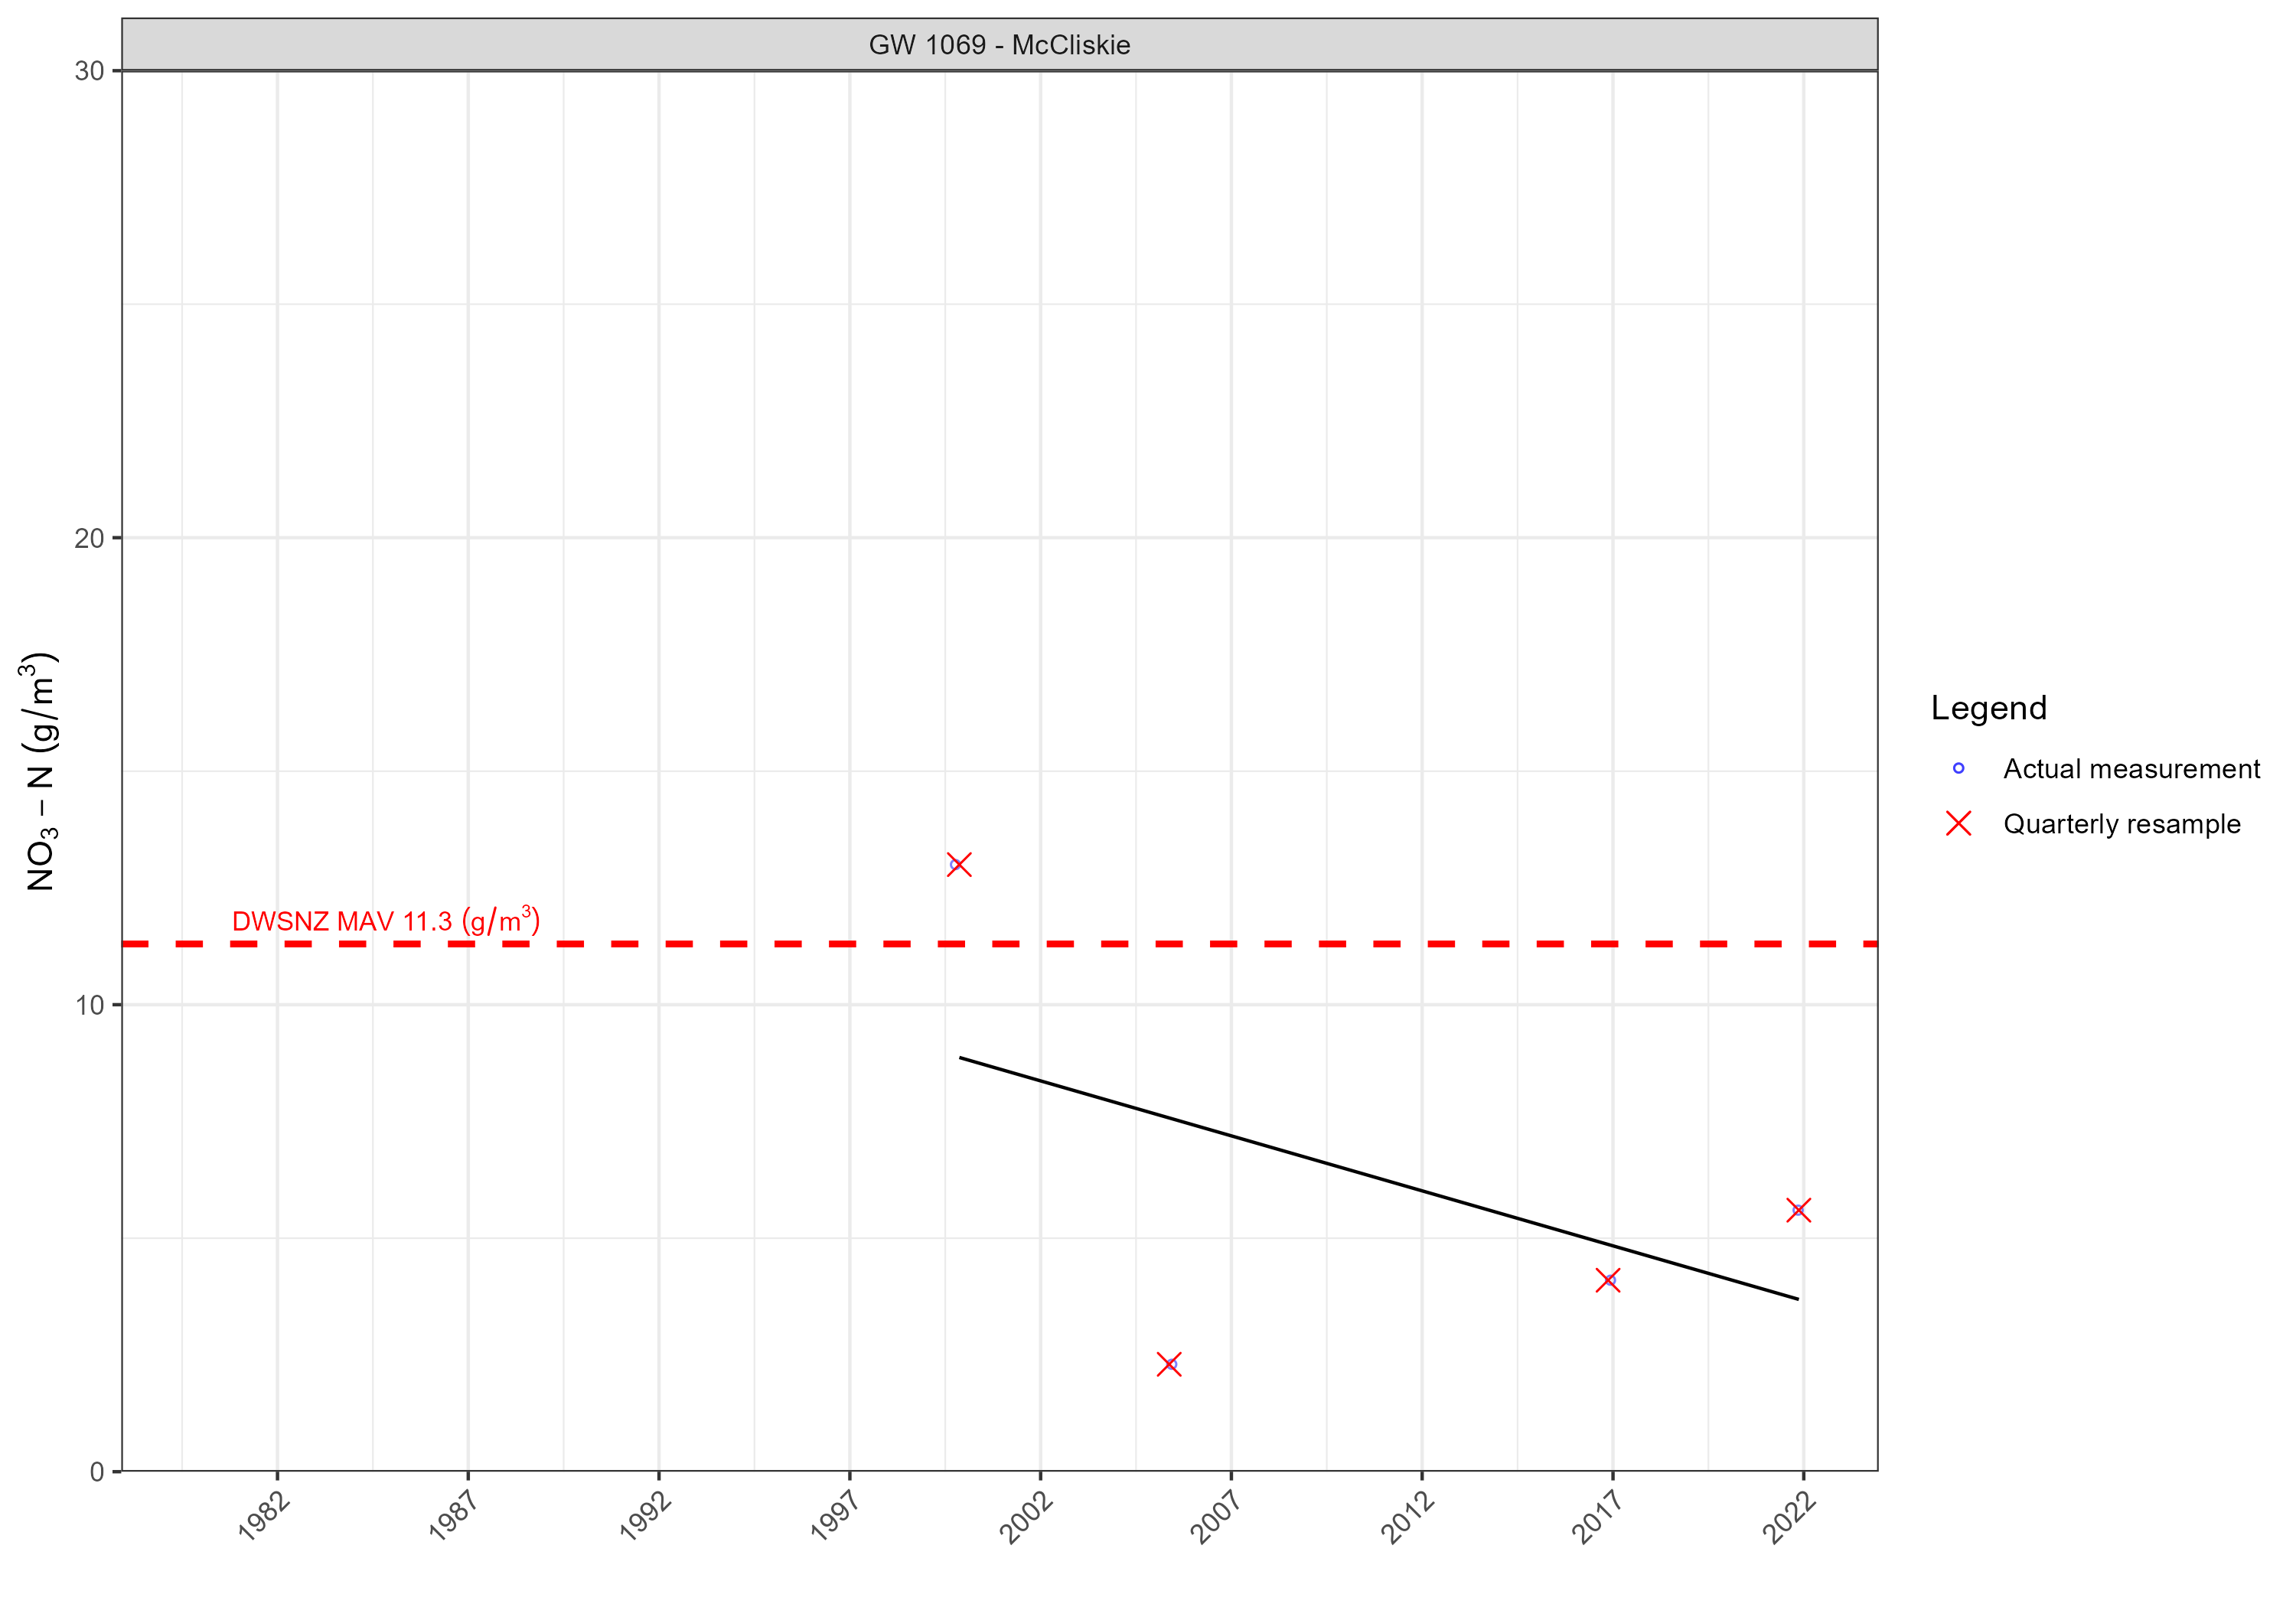 GW 1069 - McCliskie
30
20
10
0
NO₃ – N (g/m³)
DWSNZ MAV 11.3 (g/m³)
1982
1987
1992
1997
2002
2007
2012
2017
2022
Legend
Actual measurement
Quarterly resample